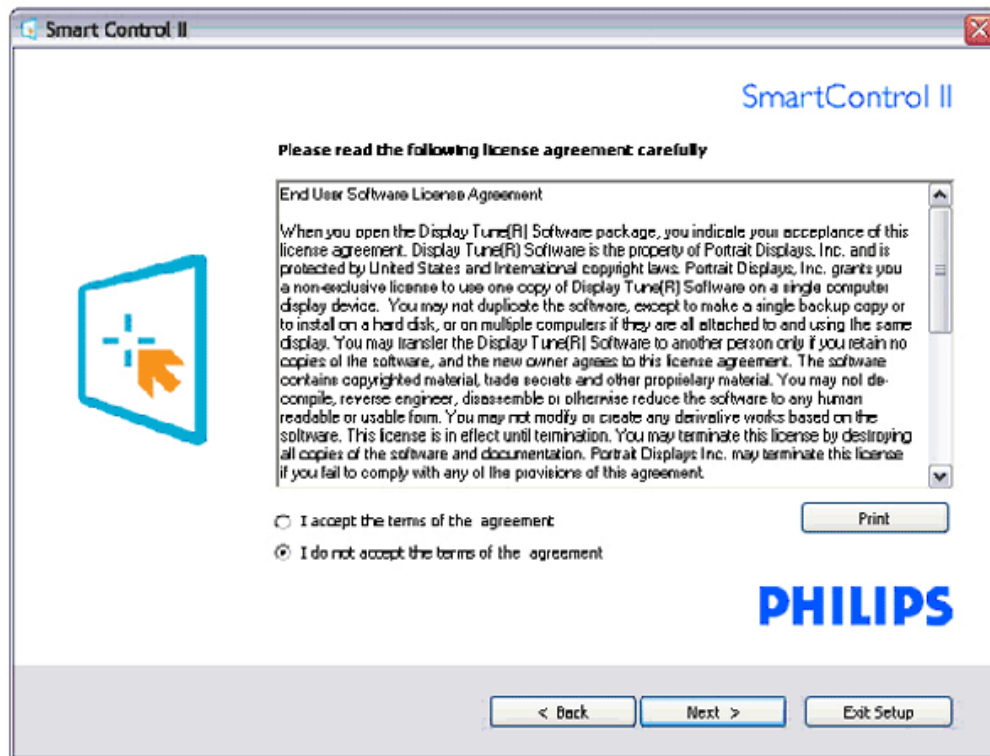 Smart Control II
SmartControl II
Please read the following license agreement carefully
End User Software License Agreement
When you open the Display Tune(R) Software package, you indicate your acceptance of this
license agreement. Display Tune(R) Software is the property of Portrait Displays, Inc. and is
protected by United States and International copyright laws. Portrait Displays, Inc. grants you
a non-exclusive license to use one copy of Display Tune(R) Software on a single computer
display device. You may not duplicate the software, except to make a single backup copy or
to install on a hard disk, or on multiple computers if they are all attached to and using the same
display. You may transfer the Display Tune(R) Software to another person only if you retain no
copies of the software, and the new owner agrees to this license agreement. The software
contains copyrighted material, trade secrets and other proprietary material. You may not de-
compile, reverse engineer, disassemble or otherwise reduce the software to any human
readable or usable form. You may not modify or create any derivative works based on the
software. This license is in effect until termination. You may terminate this license by destroying
all copies of the software and documentation. Portrait Displays Inc. may terminate this license
if you fail to comply with any of the provisions of this agreement.
I accept the terms of the agreement
Print
I do not accept the terms of the agreement
PHILIPS
< Back
Next >
Exit Setup